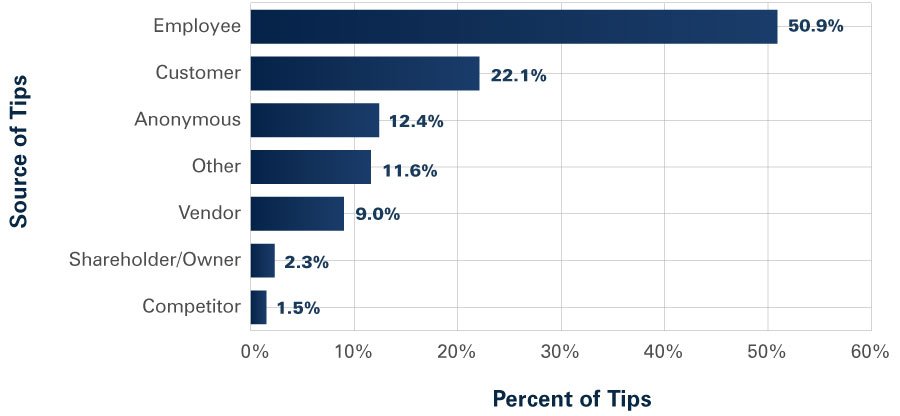 Source of Tips
Employee 50.9%
Customer 22.1%
Anonymous 12.4%
Other 11.6%
Vendor 9.0%
Shareholder/Owner 2.3%
Competitor 1.5%
0% 10% 20% 30% 40% 50% 60%
Percent of Tips